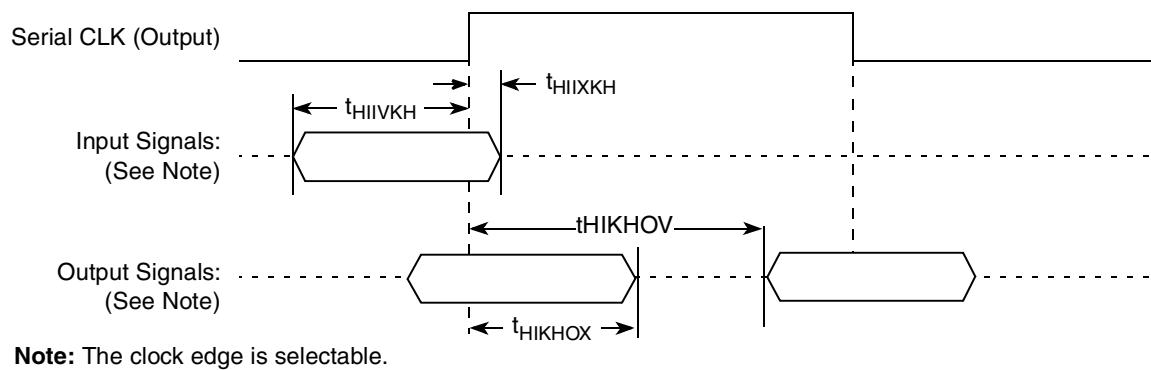 Serial CLK (Output)
tHIIXKH
tHIIVKH
Input Signals:
(See Note)
tHIKHOV
Output Signals:
(See Note)
tHIKHOX
Note: The clock edge is selectable.